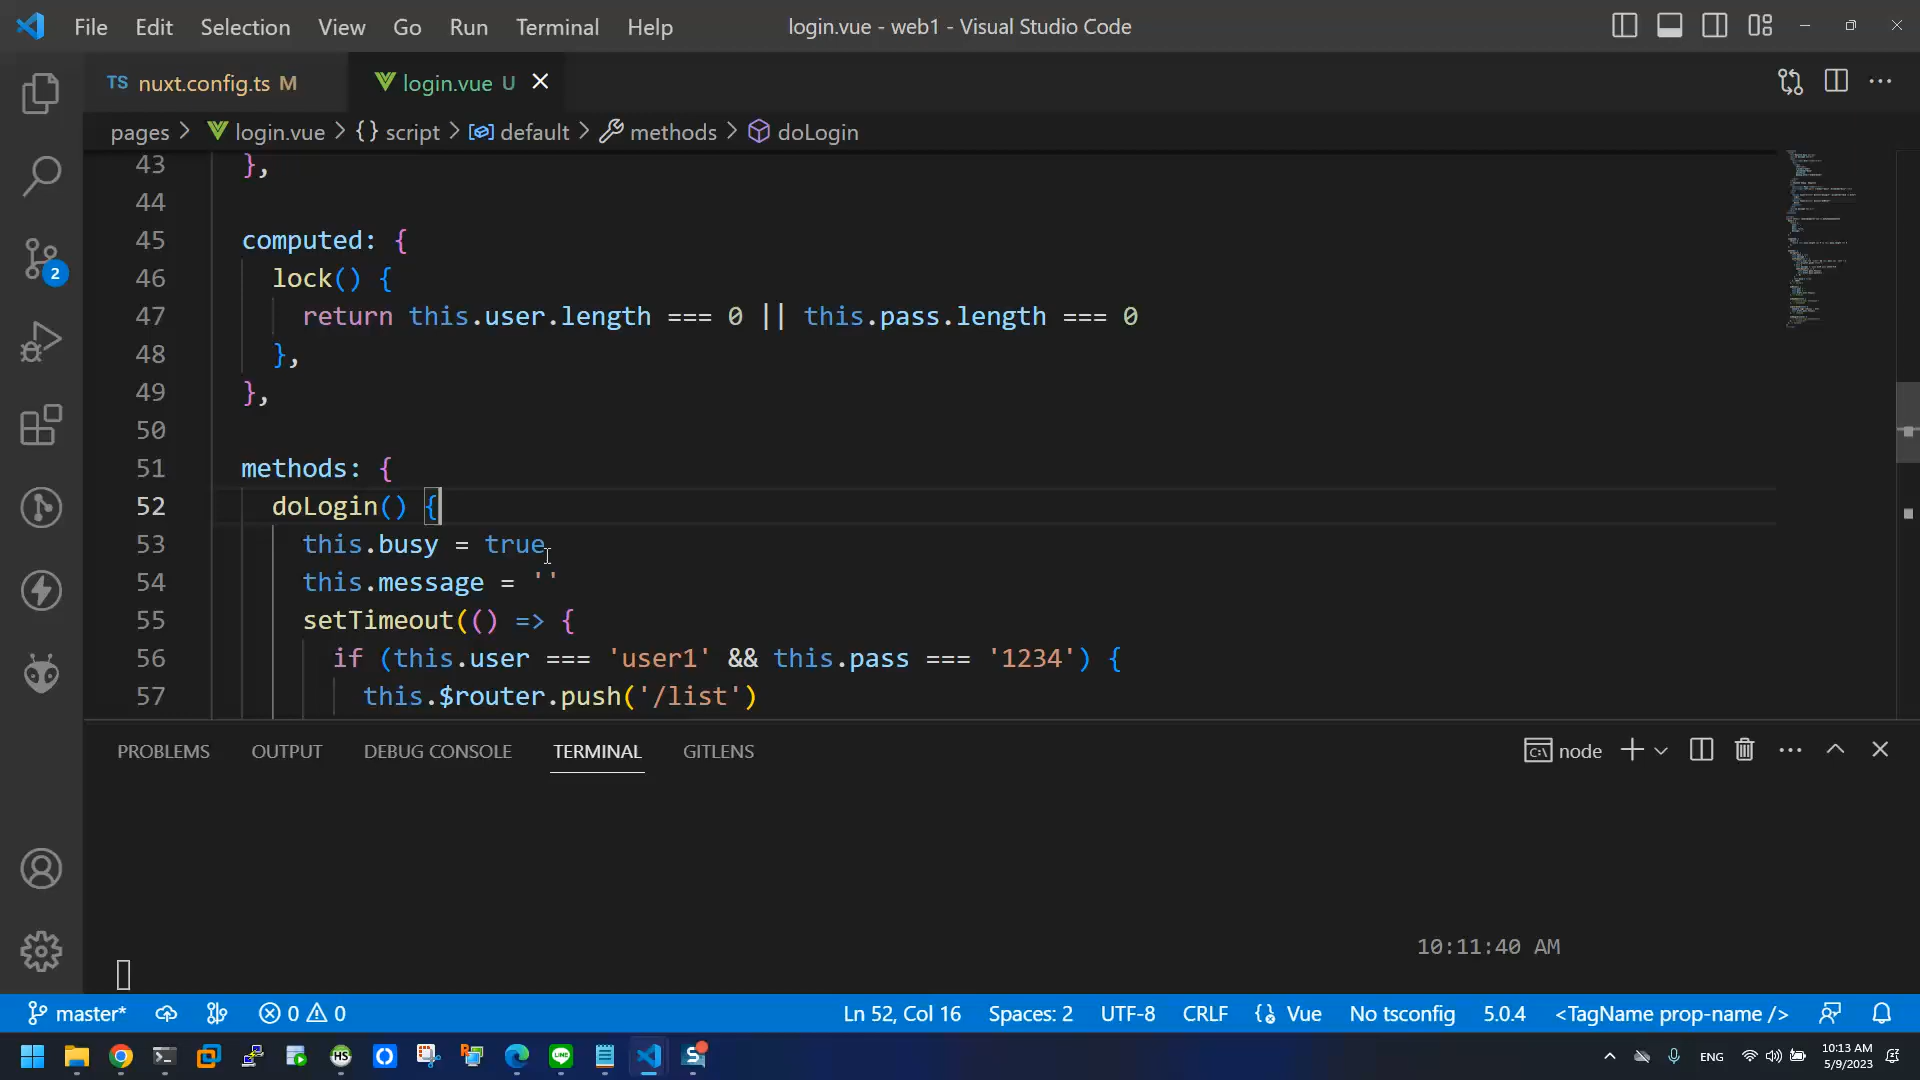 File Edit Selection View Go Run Terminal Help login.vue - web1 - Visual Studio Code
TS nuxt.config.ts M login.vue U
pages > login.vue > {} script > default > methods > doLogin
43 },
44
45 computed: {
46 lock() {
47 return this.user.length === 0 || this.pass.length === 0
48 },
49 },
50
51 methods: {
52 doLogin() {
53 this.busy = true
54 this.message = ''
55 setTimeout(() => {
56 if (this.user === 'user1' && this.pass === '1234') {
57 this.$router.push('/list')
2
PROBLEMS OUTPUT DEBUG CONSOLE TERMINAL GITLENS node
10:11:40 AM
master* 0 0 Ln 52, Col 16 Spaces: 2 UTF-8 CRLF {} Vue No tsconfig 5.0.4 <TagName prop-name />
HS LINE S ENG 10:13 AM
5/9/2023